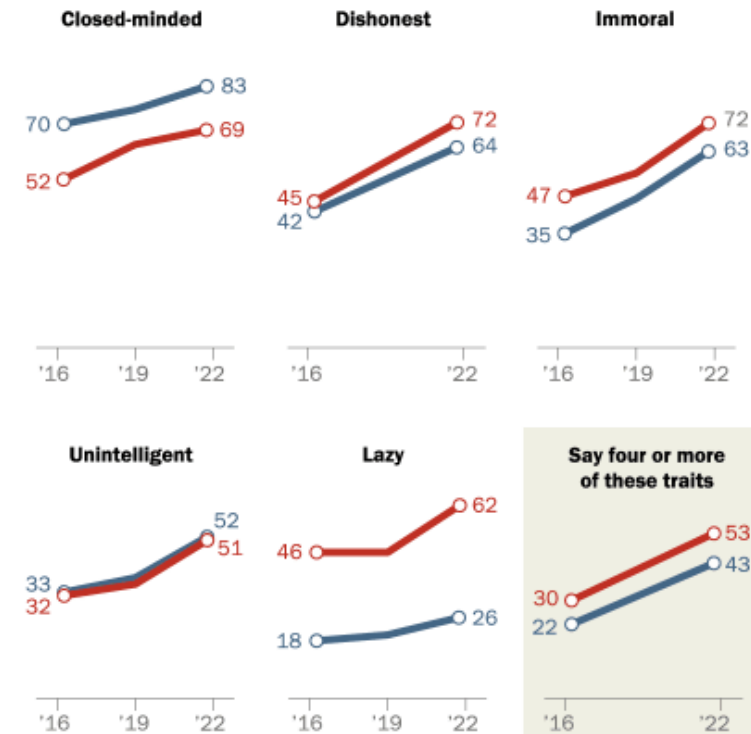 Closed-minded
83
70
69
52
'16 '19 '22
Dishonest
72
64
45
42
'16 '22
Immoral
72
63
47
35
'16 '19 '22
Unintelligent
52
51
33
32
'16 '19 '22
Lazy
62
46
26
18
'16 '19 '22
Say four or more
of these traits
53
43
30
22
'16 '22